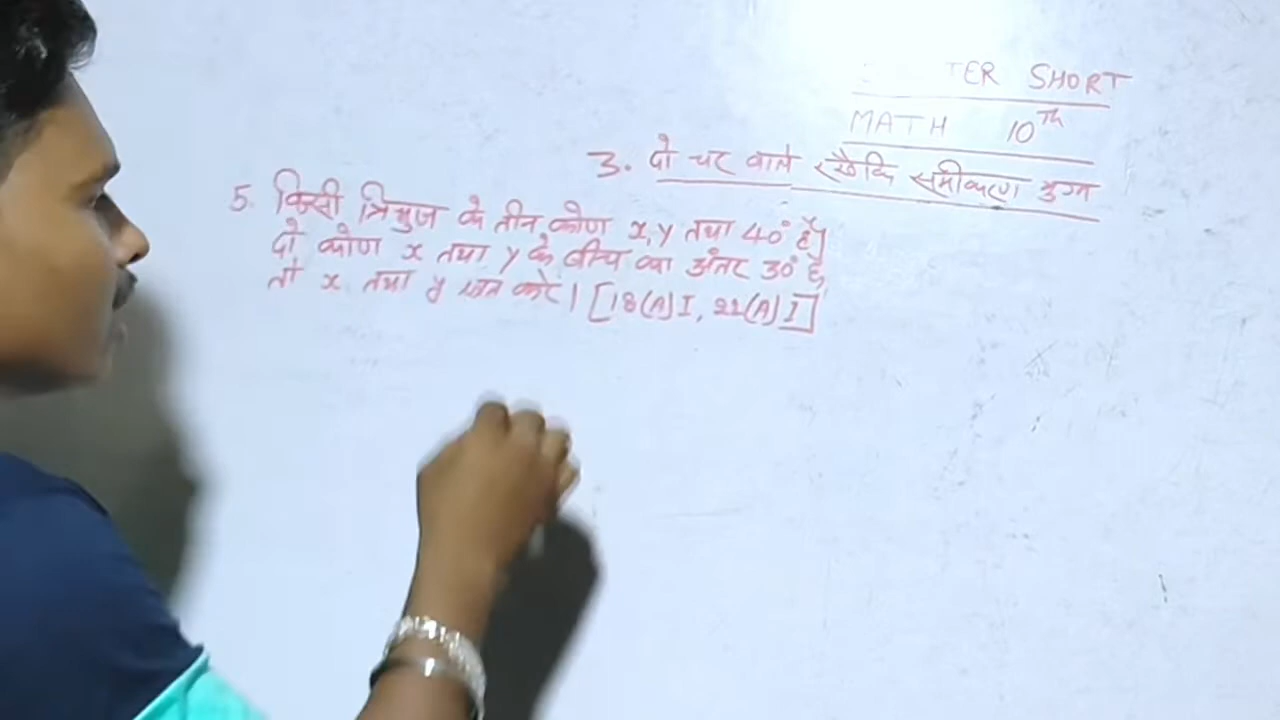 TER SHORT
MATH 10Th
3. दो चर वाले रैखिक समीकरण युग्म
5. किसी त्रिभुज के तीन कोण x, y तथा 40° हैं।
दो कोण x तथा y के बीच का अंतर 30° है,
तो x तथा y ज्ञात करें। [18(A)I, 22(A)I]